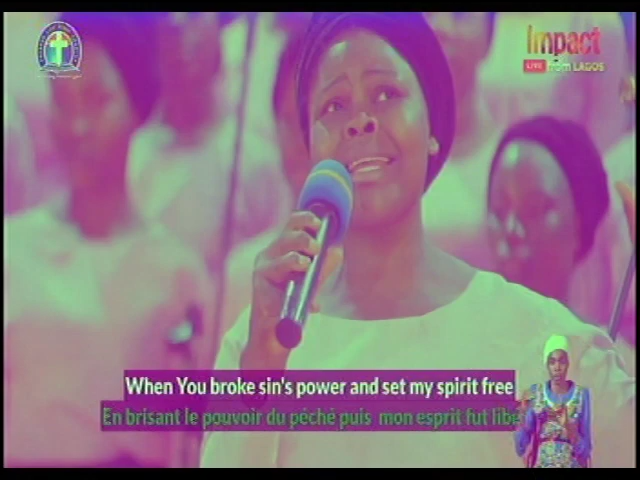 Impact
LIVE from LAGOS
When You broke sin's power and set my spirit free
En brisant le pouvoir du péché puis mon esprit fut libé